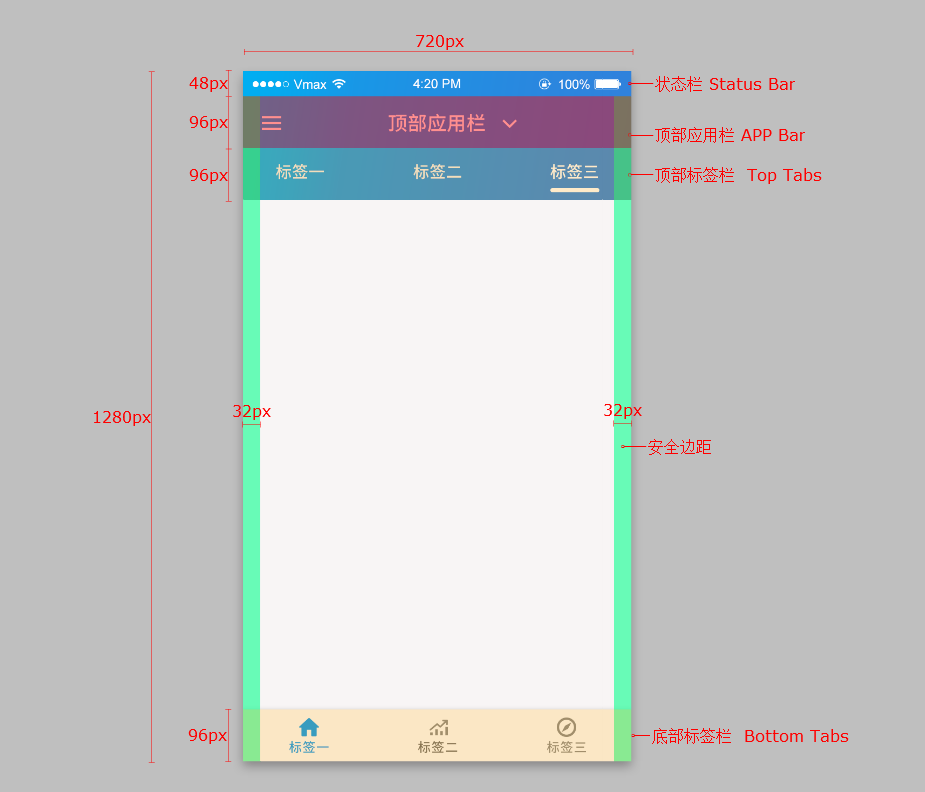 720px
48px
Vmax
4:20 PM
100%
状态栏 Status Bar
96px
顶部应用栏
顶部应用栏 APP Bar
96px
标签一
标签二
标签三
顶部标签栏 Top Tabs
1280px
32px
32px
安全边距
96px
标签一
标签二
标签三
底部标签栏 Bottom Tabs